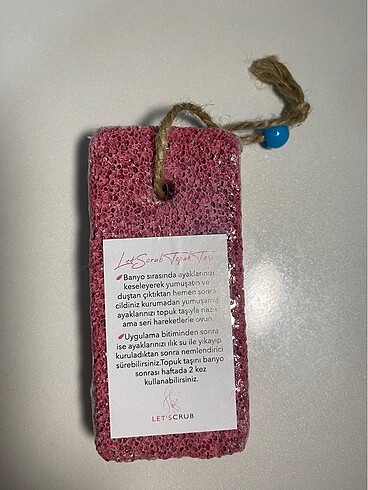 Let Scrub Topuk Taşı
Banyo sırasında ayaklarınızı
keseleyerek yumuşatın ve
duştan çıktıktan hemen sonra
cildiniz kurumadan yumuşamış
ayaklarınızı topuk taşıyla nazik
ama seri hareketlerle ovun.
Uygulama bitiminden sonra
ise ayaklarınızı ılık su ile yıkayıp
kuruladıktan sonra nemlendirici
sürebilirsiniz.Topuk taşını banyo
sonrası haftada 2 kez
kullanabilirsiniz.
LET'SCRUB